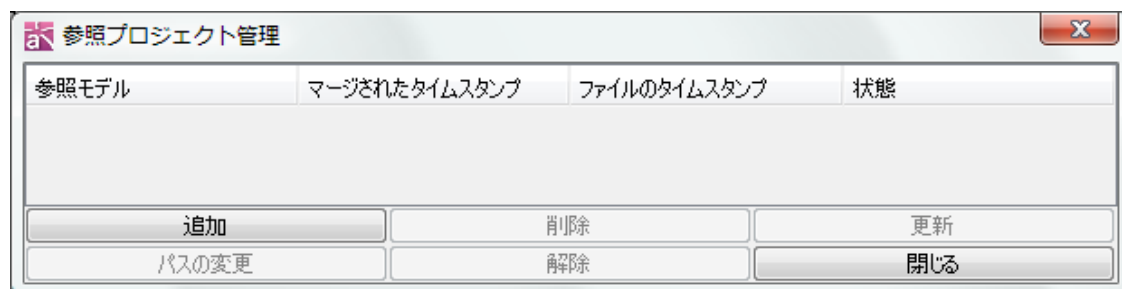 参照プロジェクト管理
参照モデル マージされたタイムスタンプ ファイルのタイムスタンプ 状態
追加 削除 更新
パスの変更 解除 閉じる